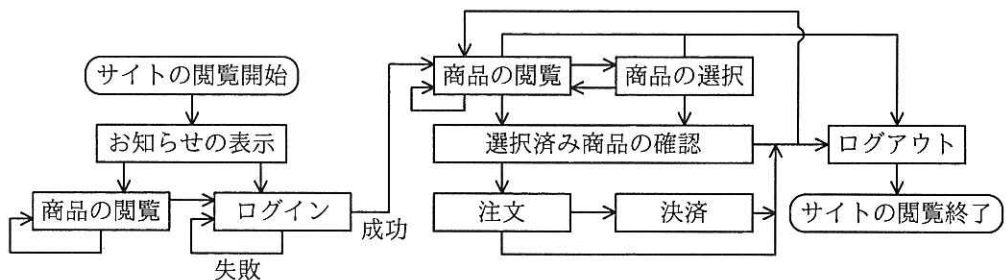 サイトの閲覧開始
お知らせの表示
商品の閲覧
ログイン
失敗
成功
商品の閲覧
商品の選択
選択済み商品の確認
注文
決済
ログアウト
サイトの閲覧終了